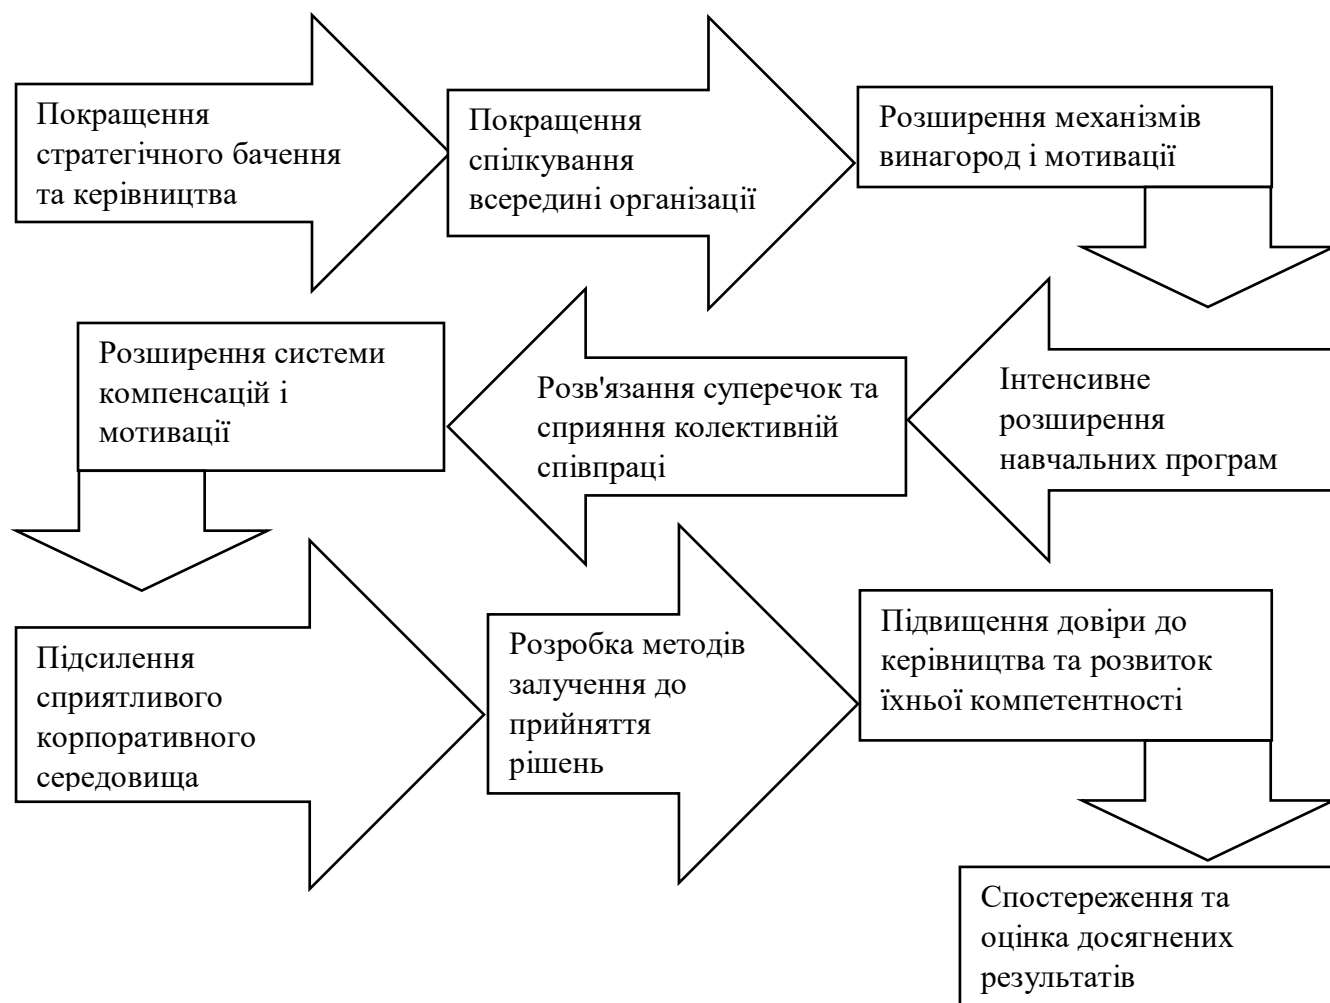 Покращення
стратегічного бачення
та керівництва
Покращення
спілкування
всередині організації
Розширення механізмів
винагород і мотивації
Інтенсивне
розширення
навчальних програм
Розв'язання суперечок та
сприяння колективній
співпраці
Розширення системи
компенсацій і
мотивації
Підсилення
сприятливого
корпоративного
середовища
Розробка методів
залучення до
прийняття
рішень
Підвищення довіри до
керівництва та розвиток
їхньої компетентності
Спостереження та
оцінка досягнених
результатів